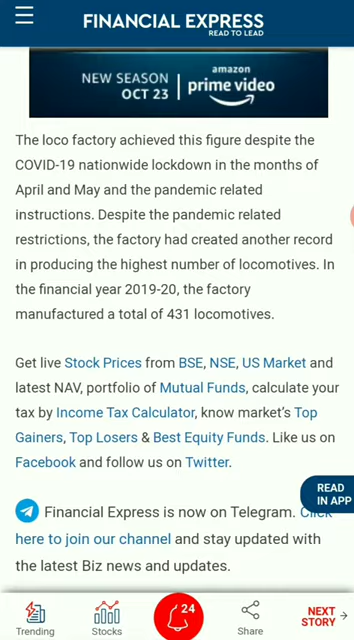 FINANCIAL EXPRESS
READ TO LEAD
NEW SEASON
OCT 23
amazon
prime video
The loco factory achieved this figure despite the
COVID-19 nationwide lockdown in the months of
April and May and the pandemic related
instructions. Despite the pandemic related
restrictions, the factory had created another record
in producing the highest number of locomotives. In
the financial year 2019-20, the factory
manufactured a total of 431 locomotives.
Get live Stock Prices from BSE, NSE, US Market and
latest NAV, portfolio of Mutual Funds, calculate your
tax by Income Tax Calculator, know market's Top
Gainers, Top Losers & Best Equity Funds. Like us on
Facebook and follow us on Twitter.
READ
IN APP
Financial Express is now on Telegram. Click
here to join our channel and stay updated with
the latest Biz news and updates.
Trending
Stocks
24
Share
NEXT
STORY